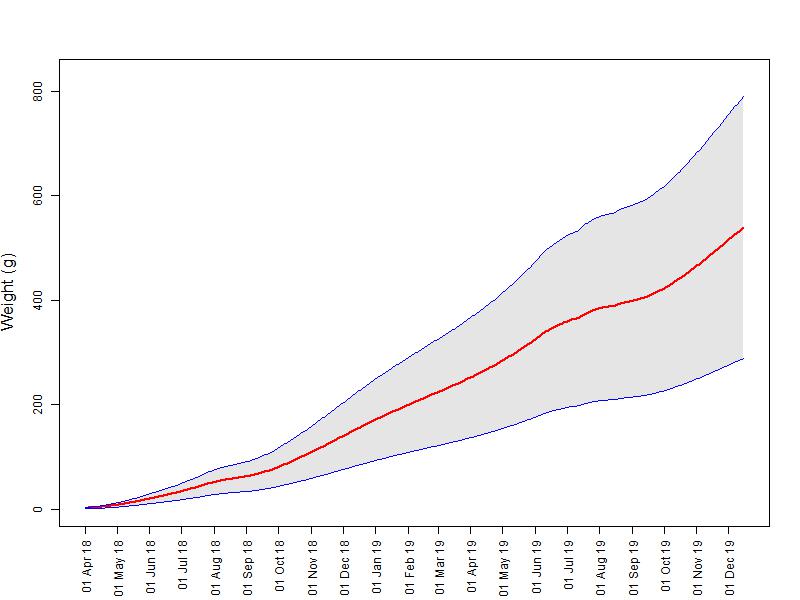 Weight (g)
800
600
400
200
0
01 Apr 18
01 May 18
01 Jun 18
01 Jul 18
01 Aug 18
01 Sep 18
01 Oct 18
01 Nov 18
01 Dec 18
01 Jan 19
01 Feb 19
01 Mar 19
01 Apr 19
01 May 19
01 Jun 19
01 Jul 19
01 Aug 19
01 Sep 19
01 Oct 19
01 Nov 19
01 Dec 19